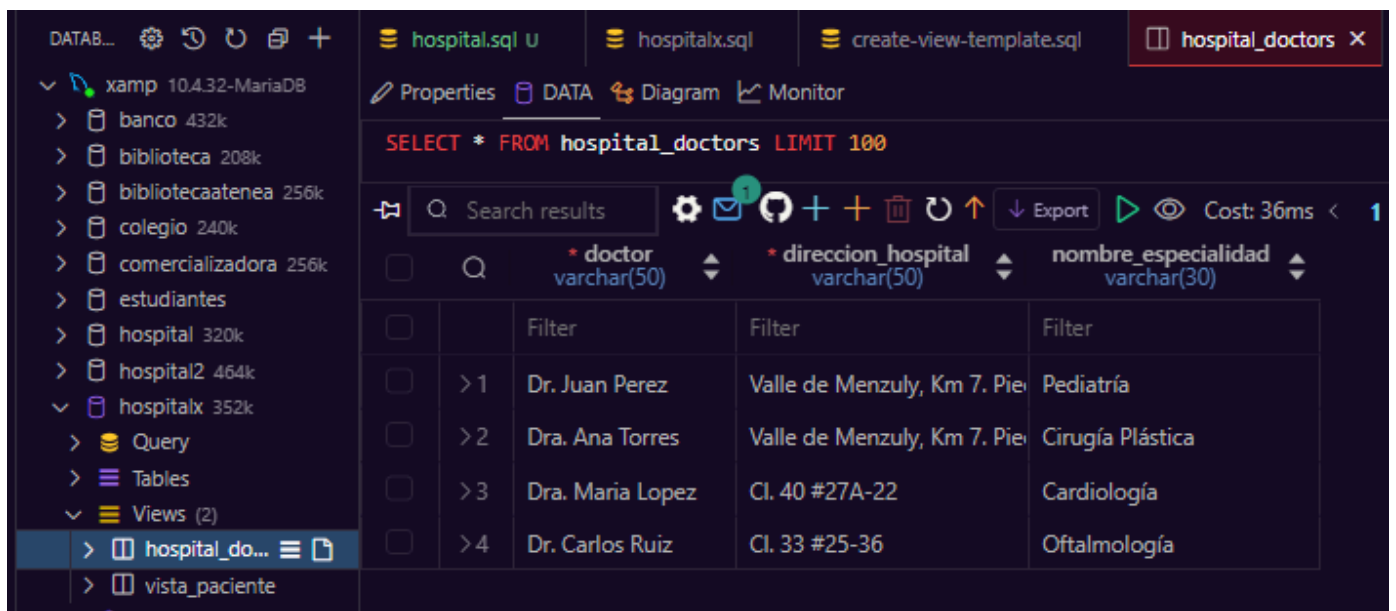 DATAB...
hospital.sql U
hospitalx.sql
create-view-template.sql
hospital_doctors
xamp 10.4.32-MariaDB
Properties DATA Diagram Monitor
banco 432k
SELECT * FROM hospital_doctors LIMIT 100
biblioteca 208k
bibliotecaatenea 256k
1
Search results
Export
Cost: 36ms < 1
colegio 240k
* doctor
varchar(50)
* direccion_hospital
varchar(50)
nombre_especialidad
varchar(30)
comercializadora 256k
estudiantes
hospital 320k
Filter Filter Filter
hospital2 464k
1 Dr. Juan Perez Valle de Menzuly, Km 7. Pie Pediatría
hospitalx 352k
Query
2 Dra. Ana Torres Valle de Menzuly, Km 7. Pie Cirugía Plástica
Tables
3 Dra. Maria Lopez Cl. 40 #27A-22 Cardiología
Views (2)
hospital_do...
4 Dr. Carlos Ruiz Cl. 33 #25-36 Oftalmología
vista_paciente